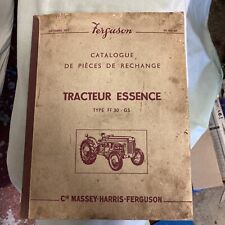 Ferguson
CATALOGUE
DE PIÈCES DE RECHANGE
TRACTEUR ESSENCE
TYPE FF 30 - GS
Cie MASSEY-HARRIS-FERGUSON